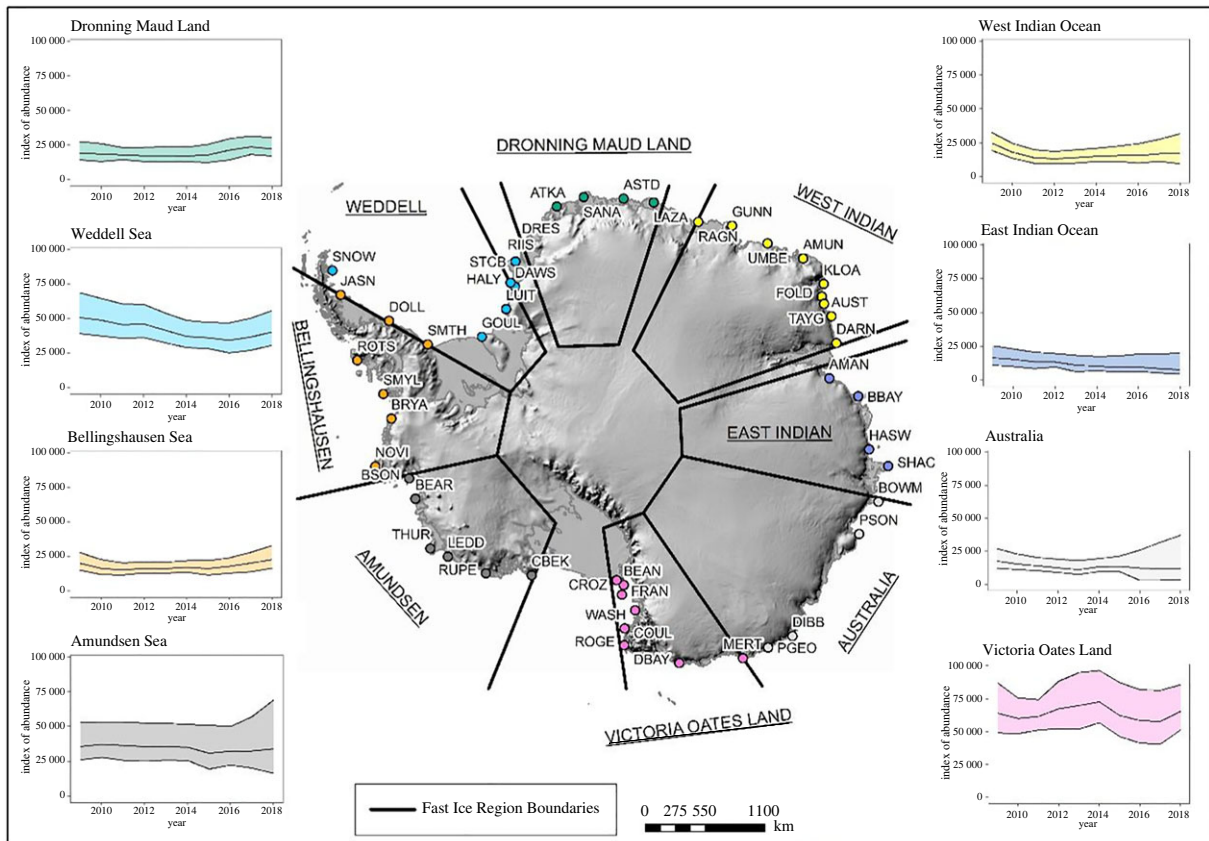 Dronning Maud Land
100 000
75 000
50 000
25 000
0
index of abundance
2010 2012 2014 2016 2018
year
Weddell Sea
100 000
75 000
50 000
25 000
0
index of abundance
2010 2012 2014 2016 2018
year
Bellingshausen Sea
100 000
75 000
50 000
25 000
0
index of abundance
2010 2012 2014 2016 2018
year
Amundsen Sea
100 000
75 000
50 000
25 000
0
index of abundance
2010 2012 2014 2016 2018
year
DRONNING MAUD LAND
WEDDELL
WEST INDIAN
BELLINGSHAUSEN
EAST INDIAN
AMUNDSEN
AUSTRALIA
VICTORIA OATES LAND
ATKA
ASTD
SANA
LAZA
DRES
RIIS
STCB
DAWS
HALY
LUIT
GOUL
SNOW
JASN
DOLL
SMTH
ROTS
SMYL
BRYA
NOVI
BSON
BEAR
THUR
LEDD
RUPE
CBEK
CROZ
BEAN
FRAN
WASH
COUL
ROGE
DBAY
MERT
PGEO
DIBB
PSON
BOWM
SHAC
HASW
BBAY
AMAN
DARN
TAYG
AUST
FOLD
KLOA
AMUN
UMBE
GUNN
RAGN
Fast Ice Region Boundaries
0 275 550 1100
km
West Indian Ocean
100 000
75 000
50 000
25 000
0
index of abundance
2010 2012 2014 2016 2018
year
East Indian Ocean
100 000
75 000
50 000
25 000
0
index of abundance
2010 2012 2014 2016 2018
year
Australia
100 000
75 000
50 000
25 000
0
index of abundance
2010 2012 2014 2016 2018
year
Victoria Oates Land
100 000
75 000
50 000
25 000
0
index of abundance
2010 2012 2014 2016 2018
year